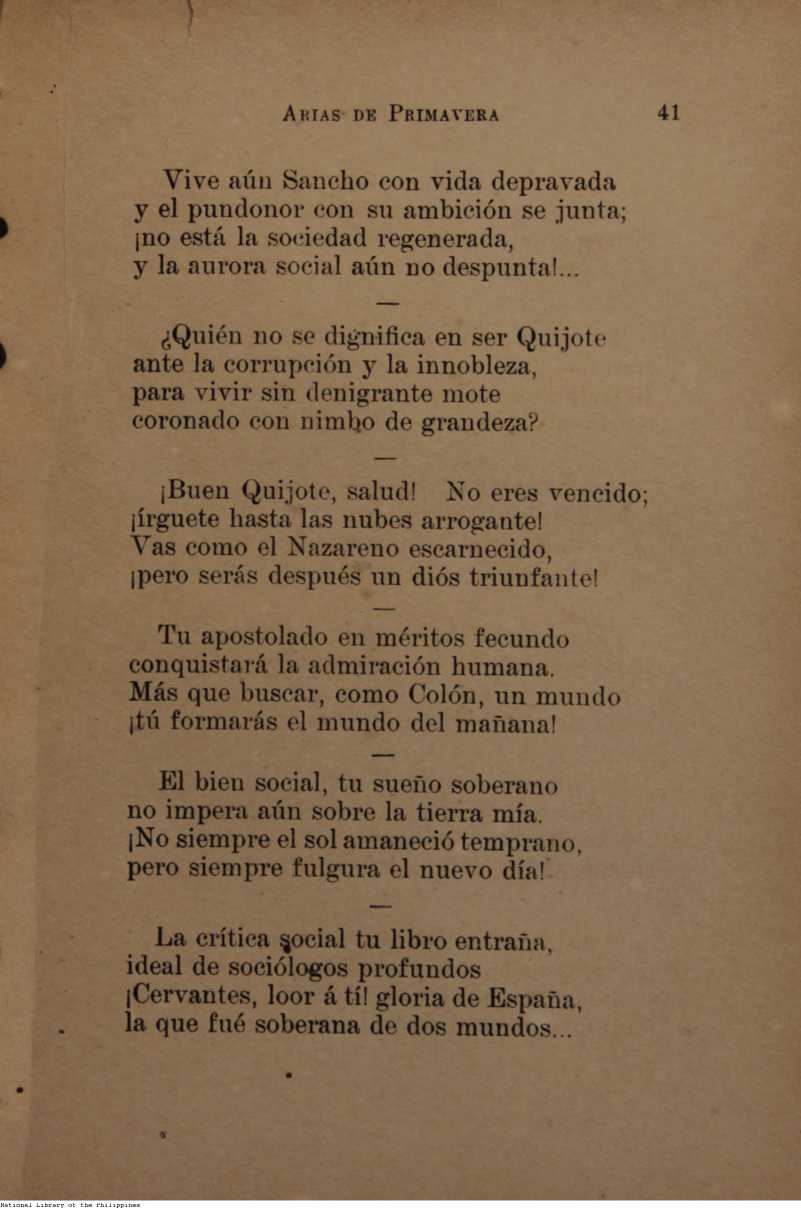 Arias de Primavera 41
Vive aún Sancho con vida depravada
y el pundonor con su ambición se junta;
¡no está la sociedad regenerada,
y la aurora social aún no despunta!...
—
¿Quién no se dignifica en ser Quijote
ante la corrupción y la innobleza,
para vivir sin denigrante mote
coronado con nimbo de grandeza?
—
¡Buen Quijote, salud! No eres vencido;
¡írguete hasta las nubes arrogante!
Vas como el Nazareno escarnecido,
¡pero serás después un diós triunfante!
—
Tu apostolado en méritos fecundo
conquistará la admiración humana.
Más que buscar, como Colón, un mundo
¡tú formarás el mundo del mañana!
—
El bien social, tu sueño soberano
no impera aún sobre la tierra mía.
¡No siempre el sol amaneció temprano,
pero siempre fulgura el nuevo día!
—
La crítica social tu libro entraña,
ideal de sociólogos profundos
¡Cervantes, loor á tí! gloria de España,
la que fué soberana de dos mundos...
National Library of the Philippines